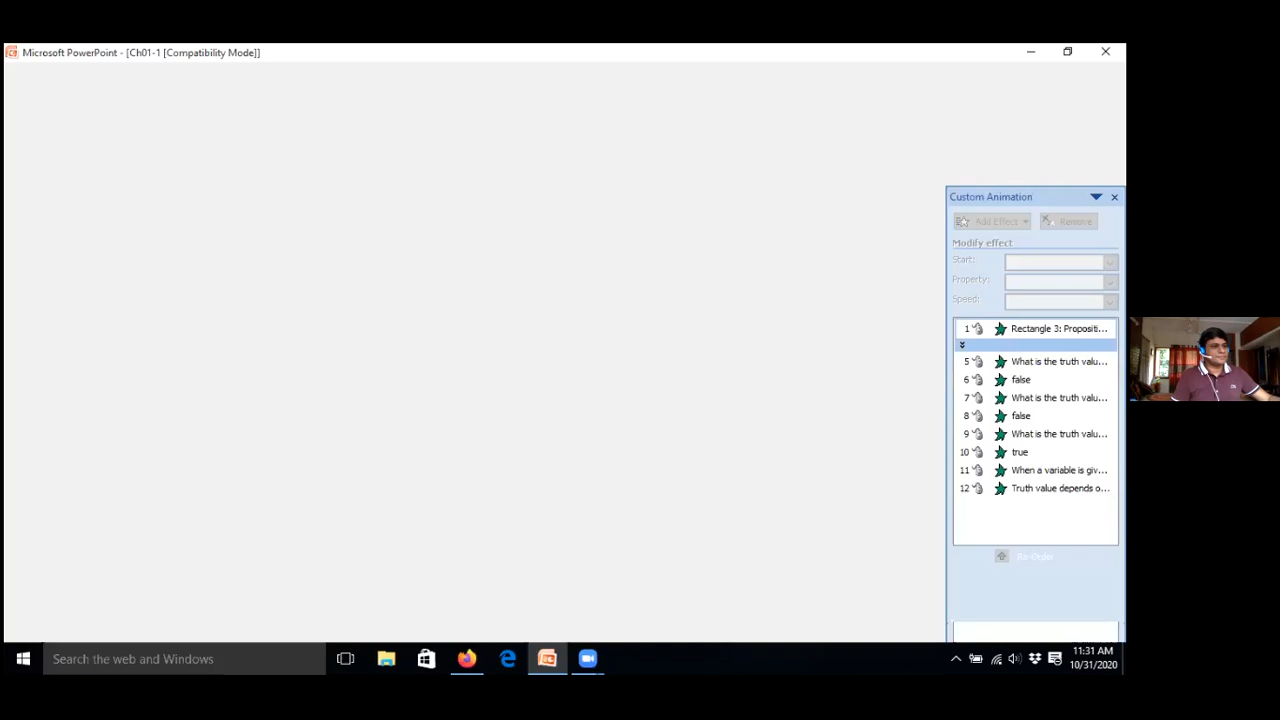 Microsoft PowerPoint - [Ch01-1 [Compatibility Mode]]
Custom Animation
Add Effect
Remove
Modify effect
Start:
Property:
Speed:
1 Rectangle 3: Propositi...
5 What is the truth valu...
6 false
7 What is the truth valu...
8 false
9 What is the truth valu...
10 true
11 When a variable is giv...
12 Truth value depends o...
Re-Order
Search the web and Windows
11:31 AM
10/31/2020